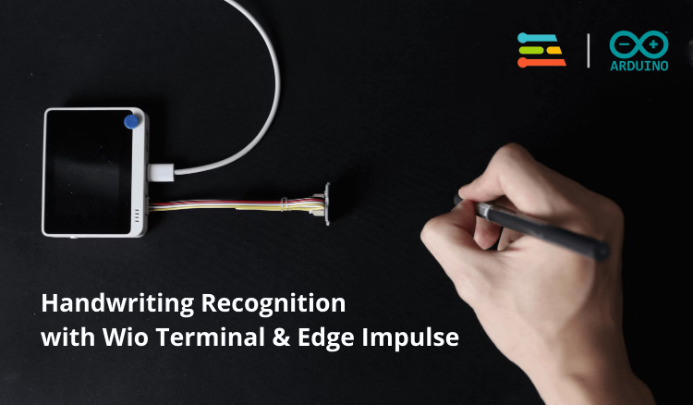 ARDUINO
Handwriting Recognition
with Wio Terminal & Edge Impulse